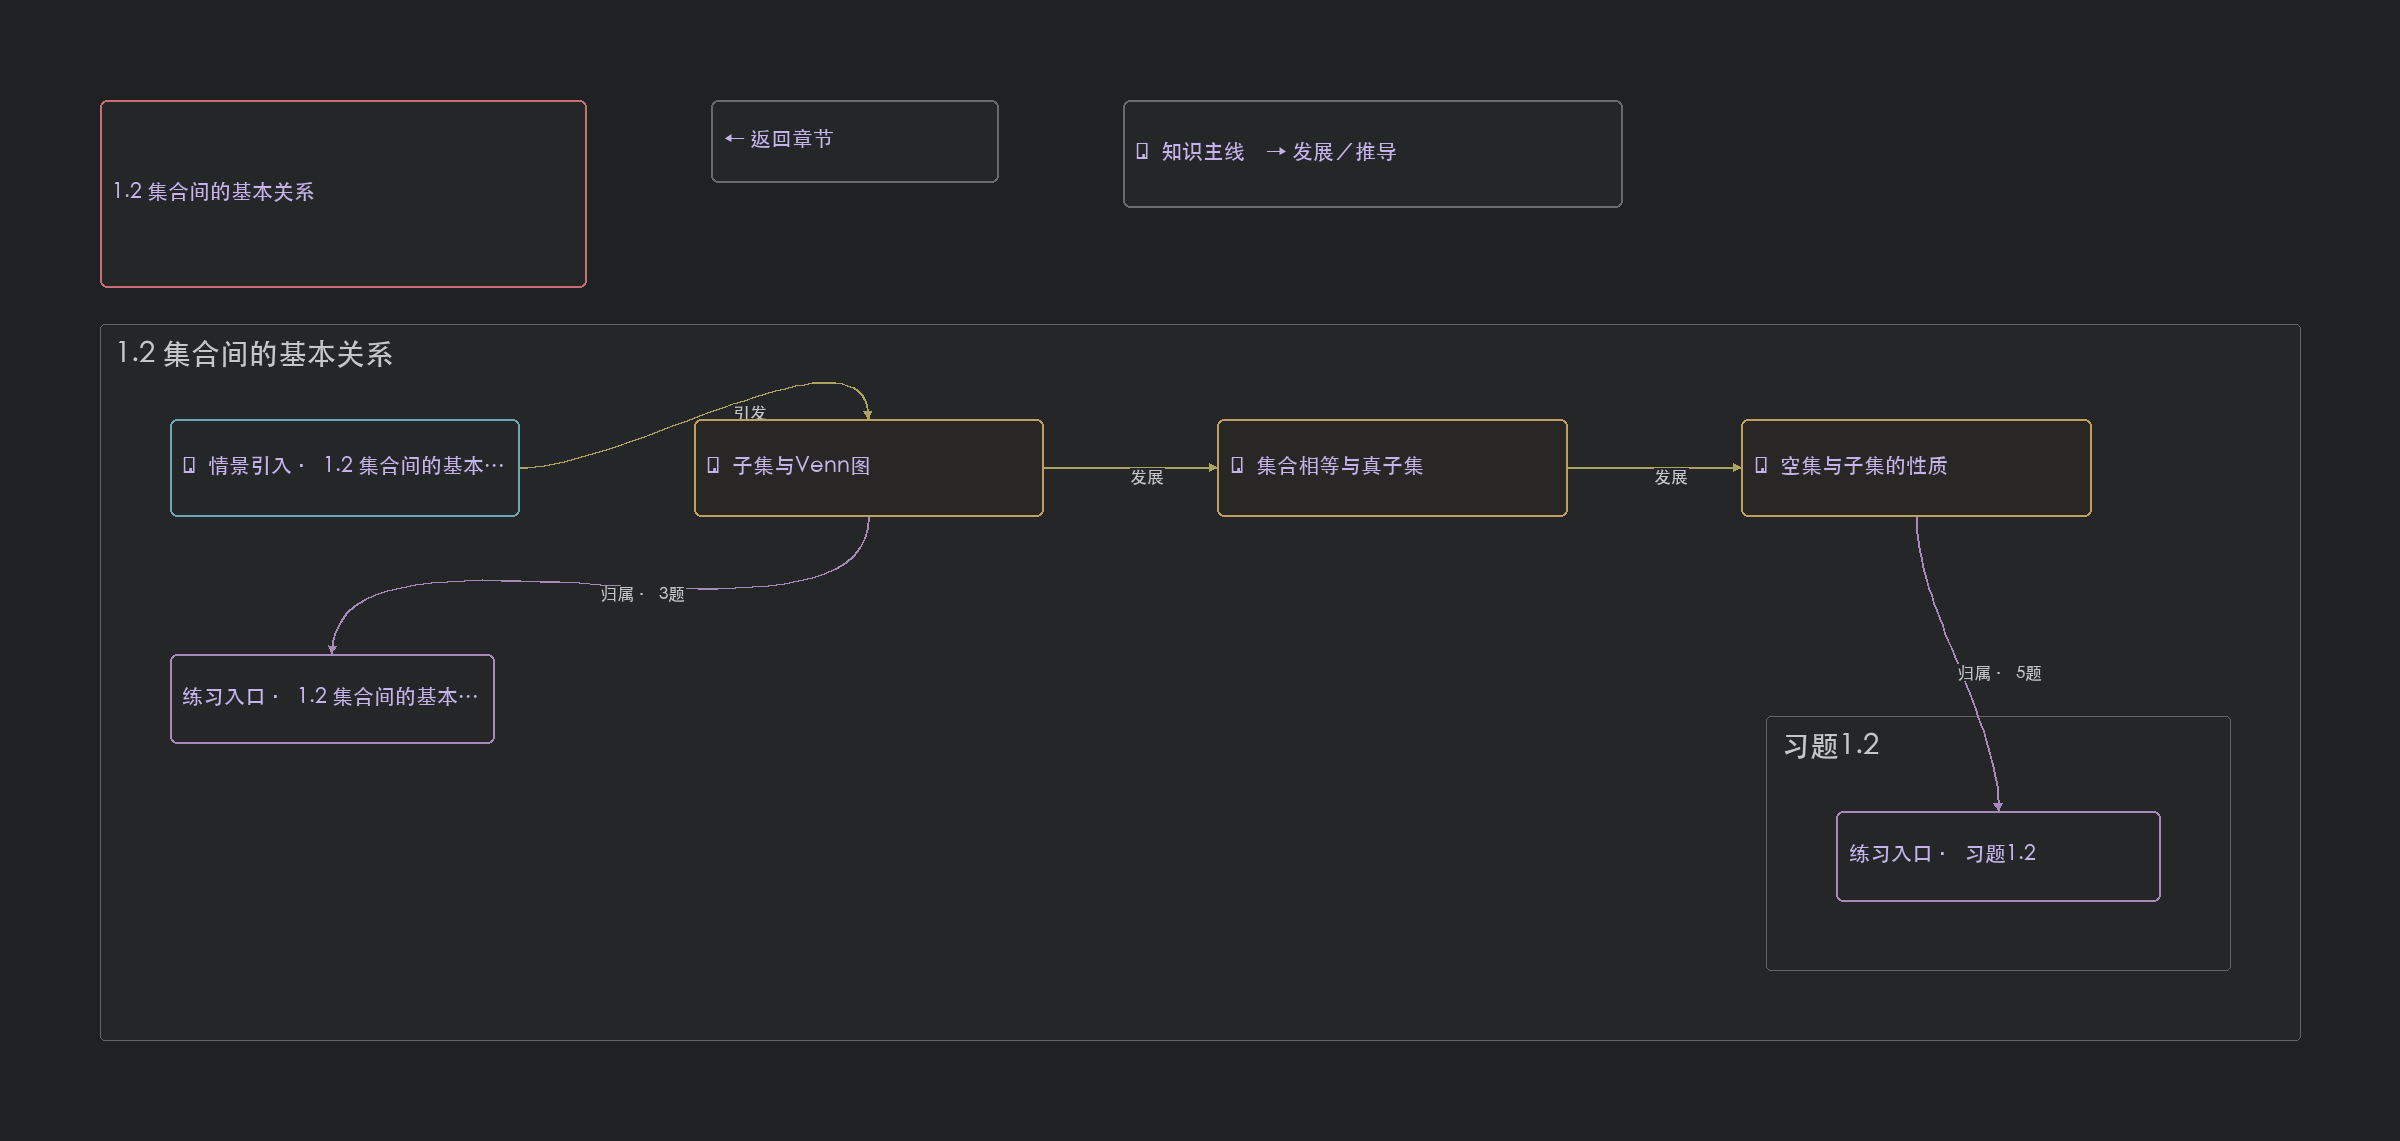 1.2 集合间的基本关系
← 返回章节
知识主线 → 发展／推导
1.2 集合间的基本关系
引发
情景引入 · 1.2 集合间的基本…
子集与Venn图
发展
集合相等与真子集
发展
空集与子集的性质
归属 · 3题
练习入口 · 1.2 集合间的基本…
归属 · 5题
习题1.2
练习入口 · 习题1.2